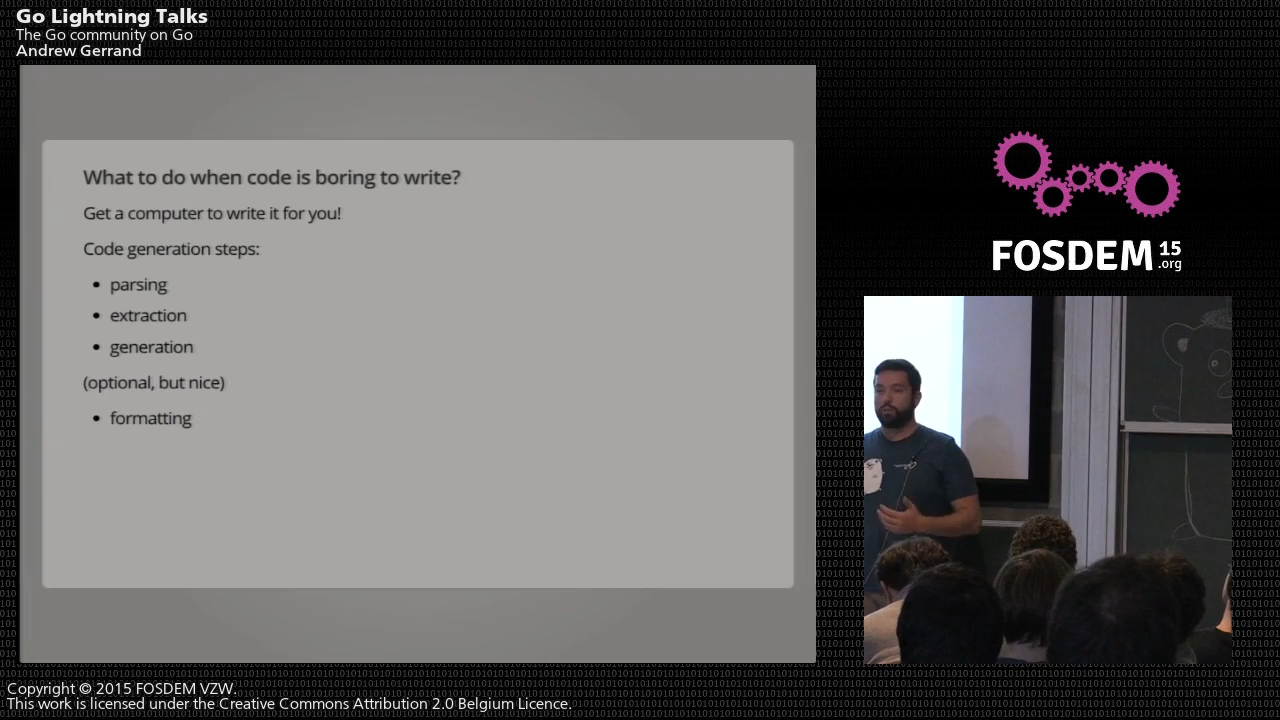 Go Lightning Talks
The Go community on Go
Andrew Gerrand
What to do when code is boring to write?
Get a computer to write it for you!
Code generation steps:
• parsing
• extraction
• generation
(optional, but nice)
• formatting
FOSDEM 15
.org
Copyright © 2015 FOSDEM VZW.
This work is licensed under the Creative Commons Attribution 2.0 Belgium Licence.